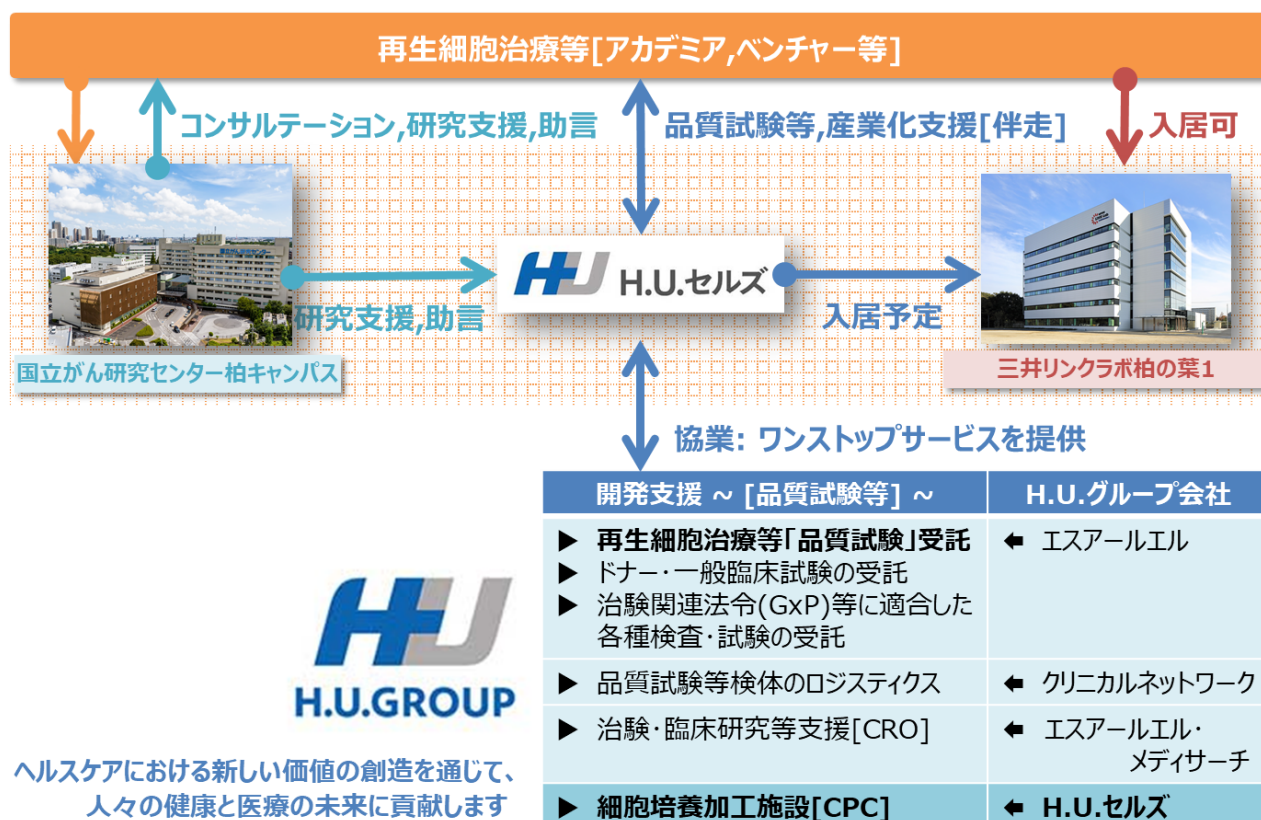 再生細胞治療等[アカデミア,ベンチャー等]
コンサルテーション,研究支援,助言
品質試験等,産業化支援[伴走]
入居可
HU H.U.セルズ
研究支援,助言
入居予定
国立がん研究センター柏キャンパス
三井リンクラボ柏の葉1
協業: ワンストップサービスを提供
開発支援 ~ [品質試験等] ~
H.U.グループ会社
▶ 再生細胞治療等「品質試験」受託
← エスアールエル
▶ ドナー・一般臨床試験の受託
▶ 治験関連法令(GxP)等に適合した
各種検査・試験の受託
▶ 品質試験等検体のロジスティクス
← クリニカルネットワーク
▶ 治験・臨床研究等支援[CRO]
← エスアールエル・
メディサーチ
▶ 細胞培養加工施設[CPC]
← H.U.セルズ
HU
H.U.GROUP
ヘルスケアにおける新しい価値の創造を通じて、
人々の健康と医療の未来に貢献します